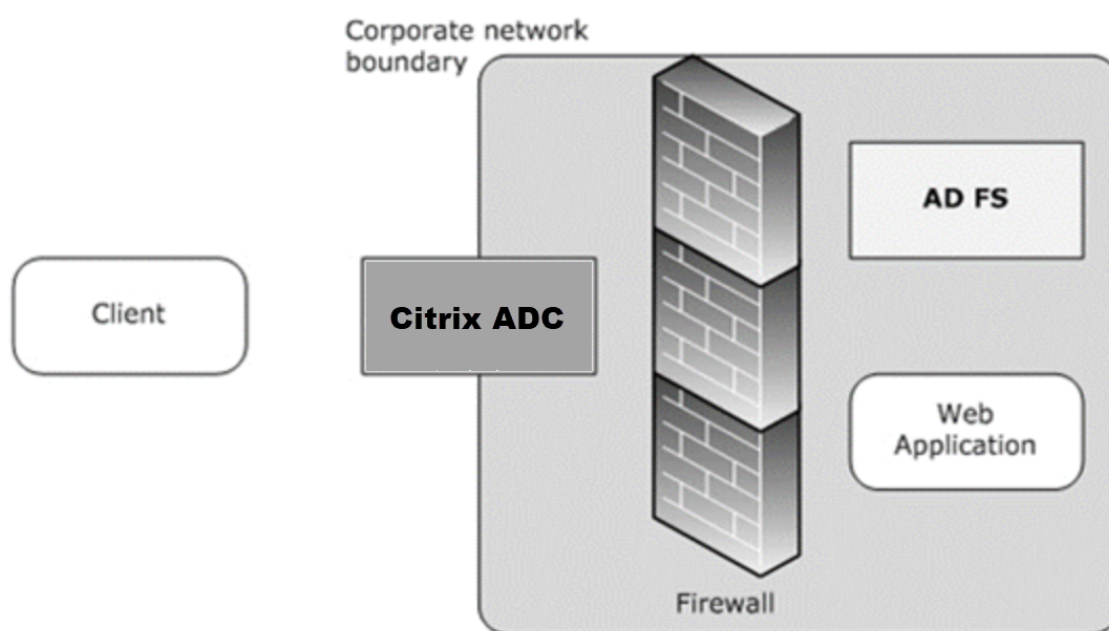 Corporate network
boundary
AD FS
Client
Citrix ADC
Web
Application
Firewall